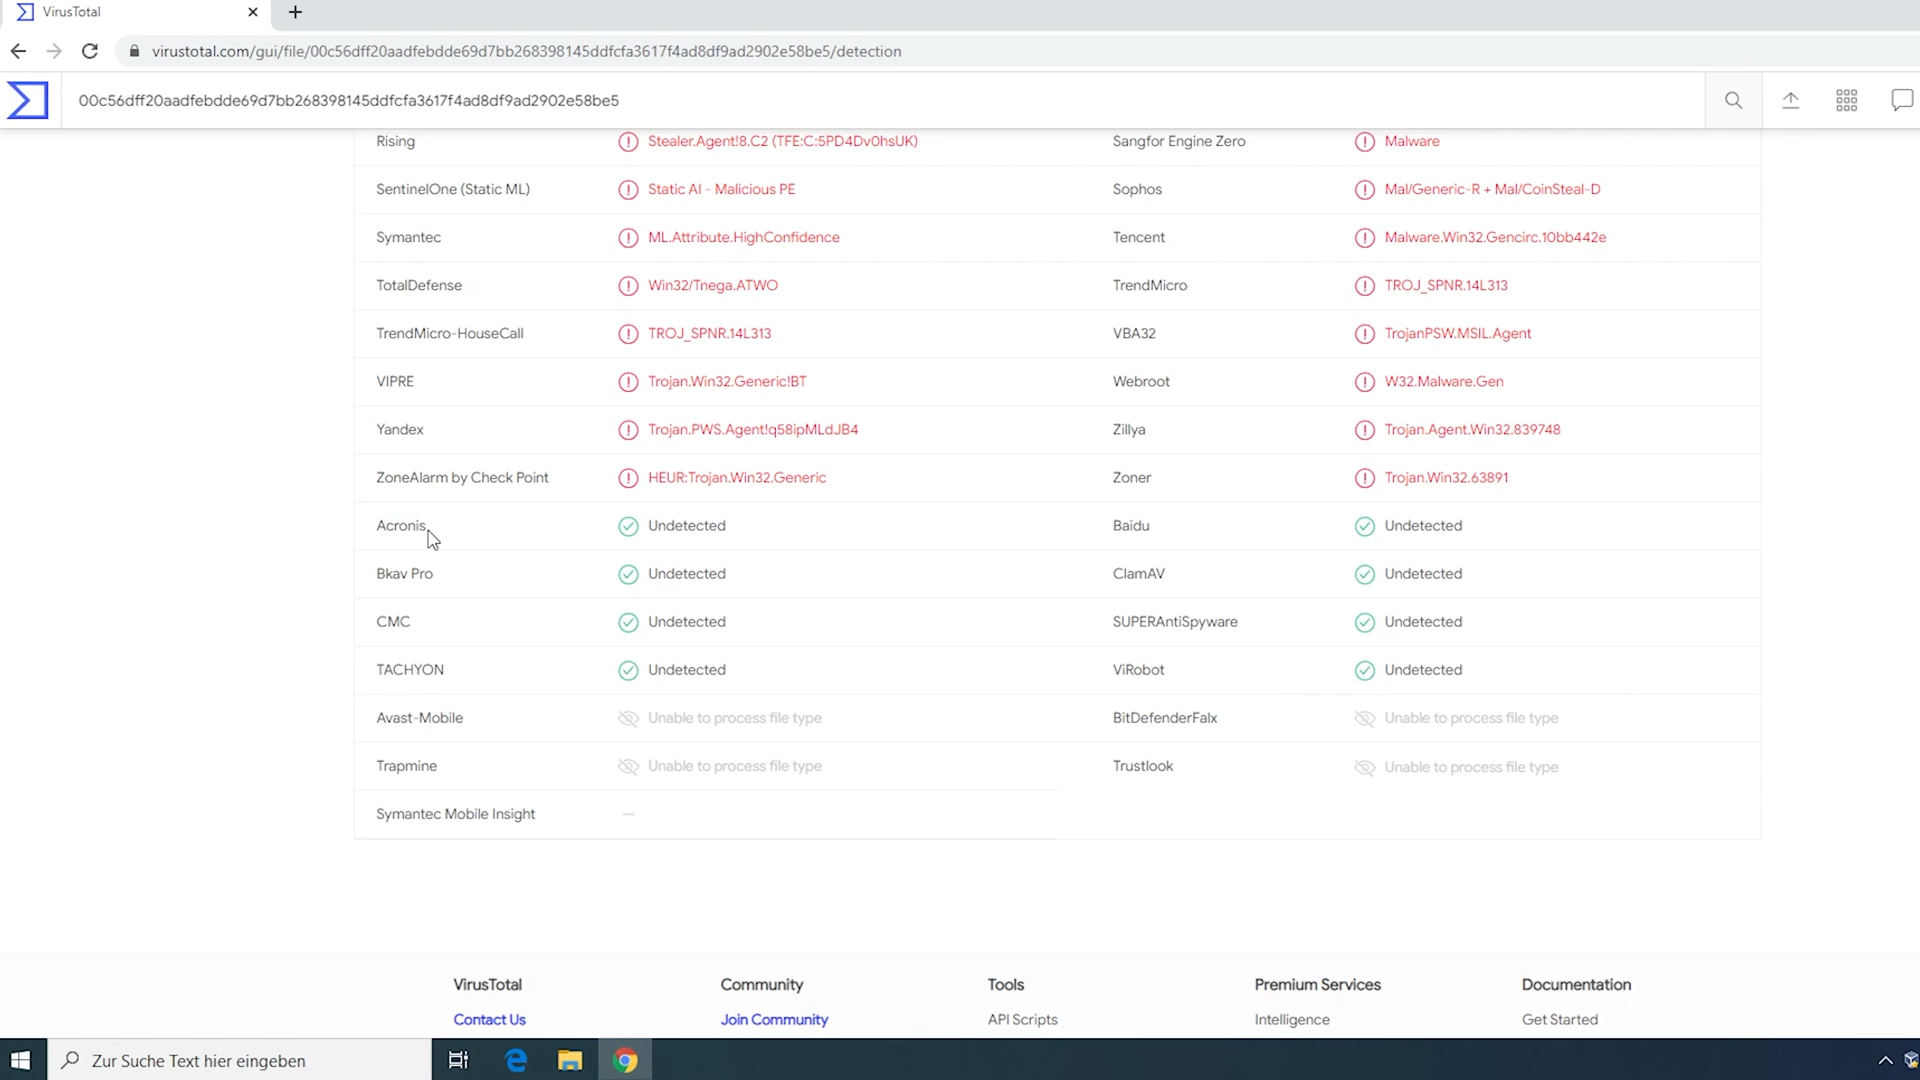 VirusTotal
virustotal.com/gui/file/00c56dff20aadfebdde69d7bb268398145ddfcfa3617f4ad8df9ad2902e58be5/detection
00c56dff20aadfebdde69d7bb268398145ddfcfa3617f4ad8df9ad2902e58be5
Rising Stealer.Agent!8.C2 (TFE:C:5PD4Dv0hsUK) Sangfor Engine Zero Malware
SentinelOne (Static ML) Static AI - Malicious PE Sophos Mal/Generic-R + Mal/CoinSteal-D
Symantec ML.Attribute.HighConfidence Tencent Malware.Win32.Gencirc.10bb442e
TotalDefense Win32/Tnega.ATWO TrendMicro TROJ_SPNR.14L313
TrendMicro-HouseCall TROJ_SPNR.14L313 VBA32 TrojanPSW.MSIL.Agent
VIPRE Trojan.Win32.Generic!BT Webroot W32.Malware.Gen
Yandex Trojan.PWS.Agent!q58ipMLdJB4 Zillya Trojan.Agent.Win32.839748
ZoneAlarm by Check Point HEUR:Trojan.Win32.Generic Zoner Trojan.Win32.63891
Acronis Undetected Baidu Undetected
Bkav Pro Undetected ClamAV Undetected
CMC Undetected SUPERAntiSpyware Undetected
TACHYON Undetected ViRobot Undetected
Avast-Mobile Unable to process file type BitDefenderFalx Unable to process file type
Trapmine Unable to process file type Trustlook Unable to process file type
Symantec Mobile Insight —
VirusTotal Community Tools Premium Services Documentation
Contact Us Join Community API Scripts Intelligence Get Started
Zur Suche Text hier eingeben